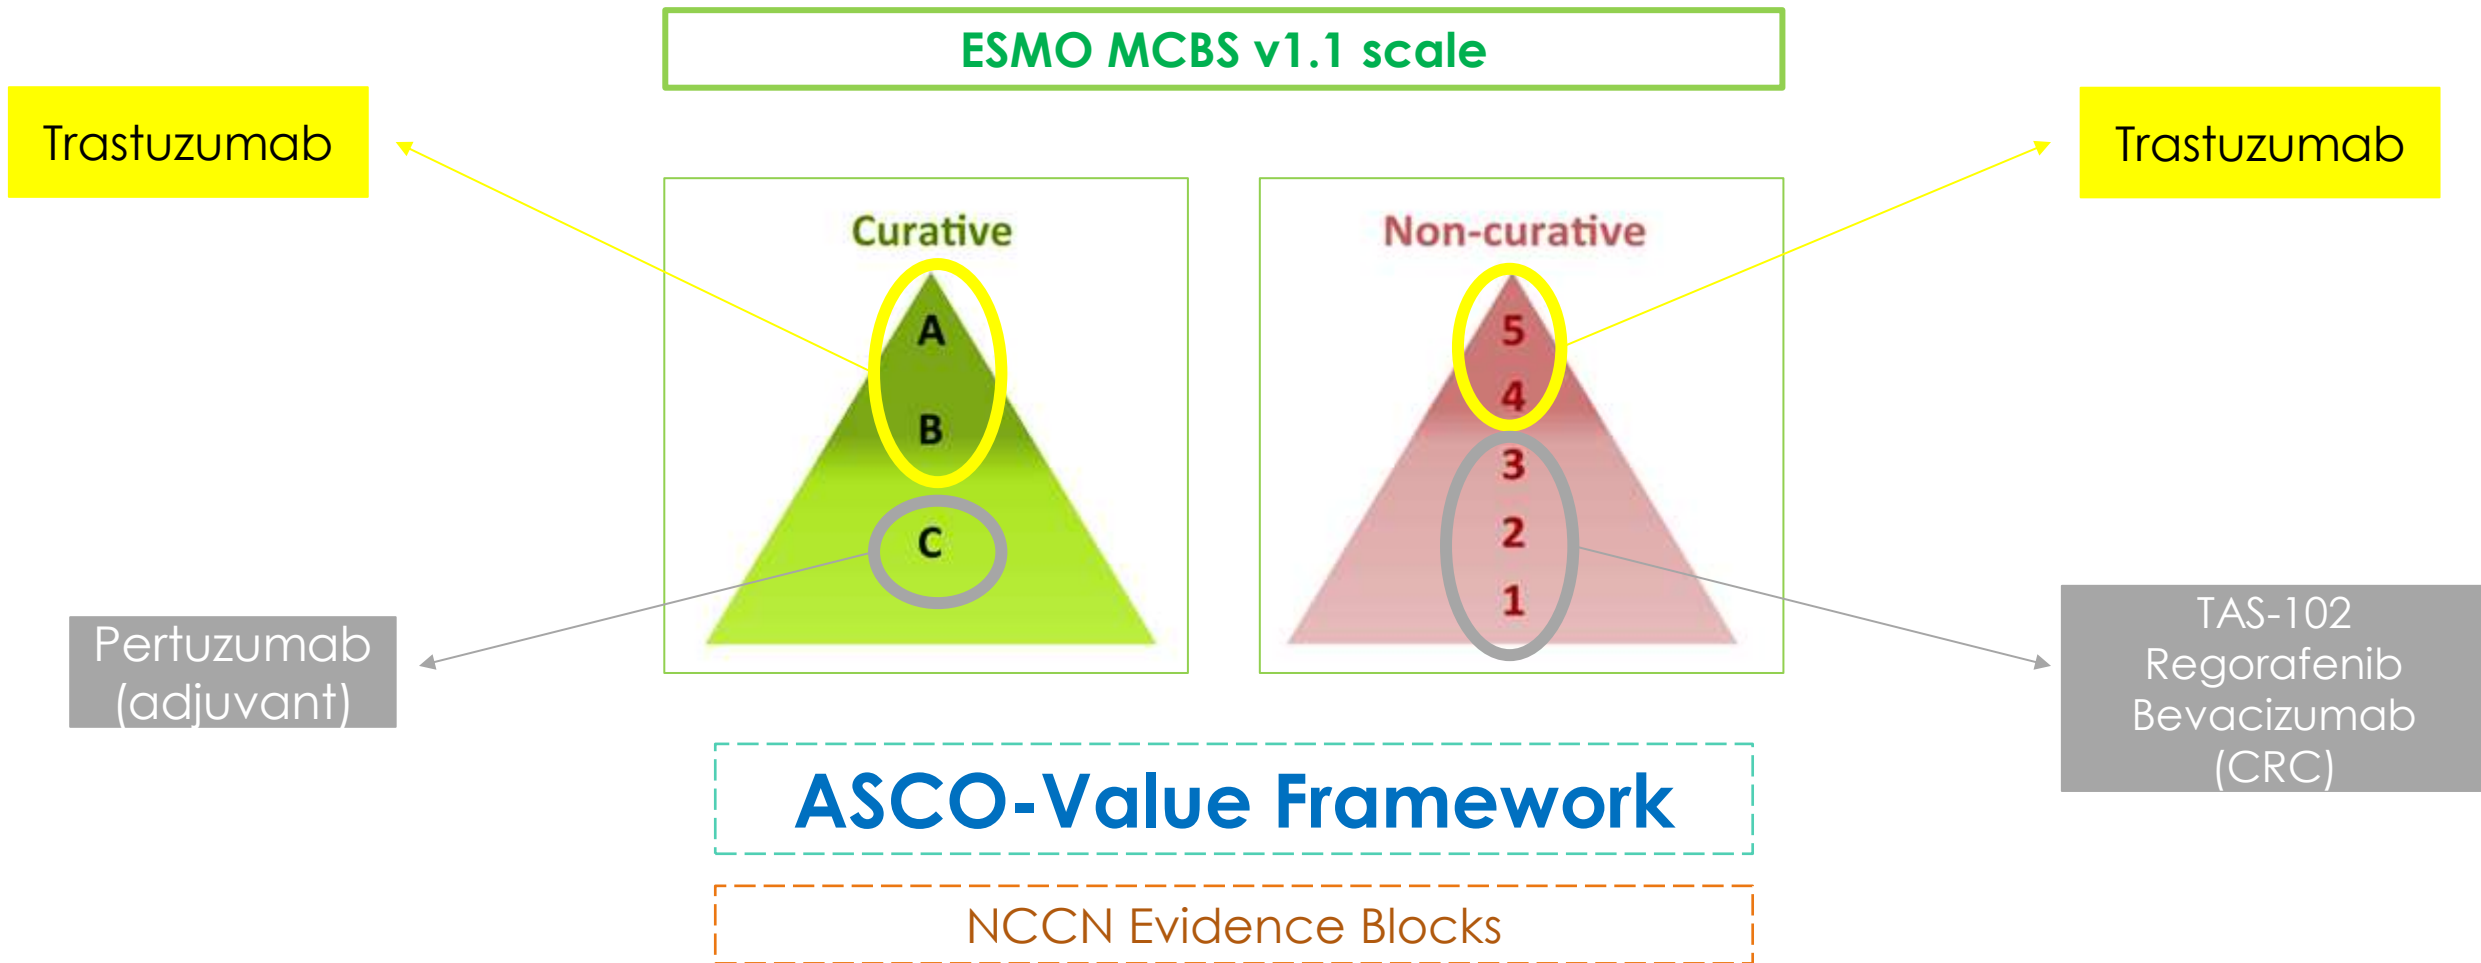 ESMO MCBS v1.1 scale
Trastuzumab
Trastuzumab
Curative
A
B
C
Non-curative
5
4
3
2
1
Pertuzumab
(adjuvant)
TAS-102
Regorafenib
Bevacizumab
(CRC)
ASCO-Value Framework
NCCN Evidence Blocks